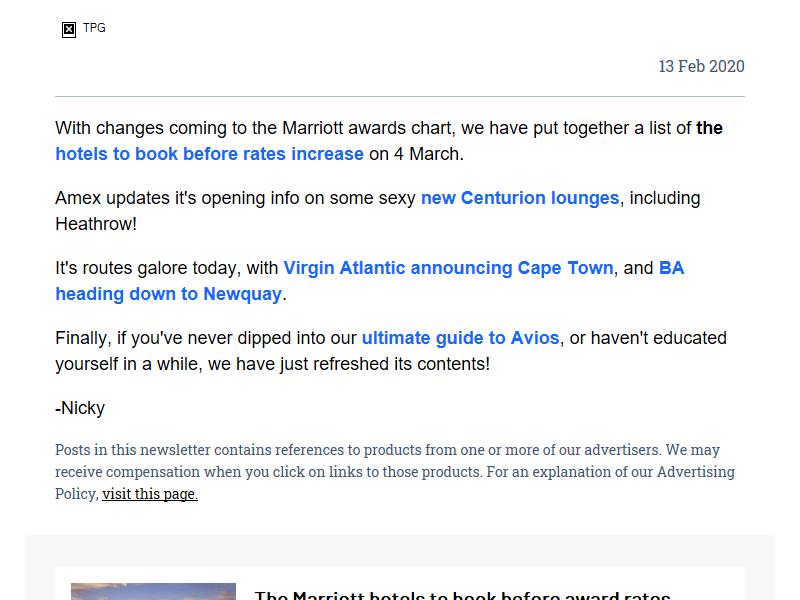 TPG
13 Feb 2020
With changes coming to the Marriott awards chart, we have put together a list of the
hotels to book before rates increase on 4 March.
Amex updates it's opening info on some sexy new Centurion lounges, including
Heathrow!
It's routes galore today, with Virgin Atlantic announcing Cape Town, and BA
heading down to Newquay.
Finally, if you've never dipped into our ultimate guide to Avios, or haven't educated
yourself in a while, we have just refreshed its contents!
-Nicky
Posts in this newsletter contains references to products from one or more of our advertisers. We may
receive compensation when you click on links to those products. For an explanation of our Advertising
Policy, visit this page.
The Marriott hotels to book before award rates